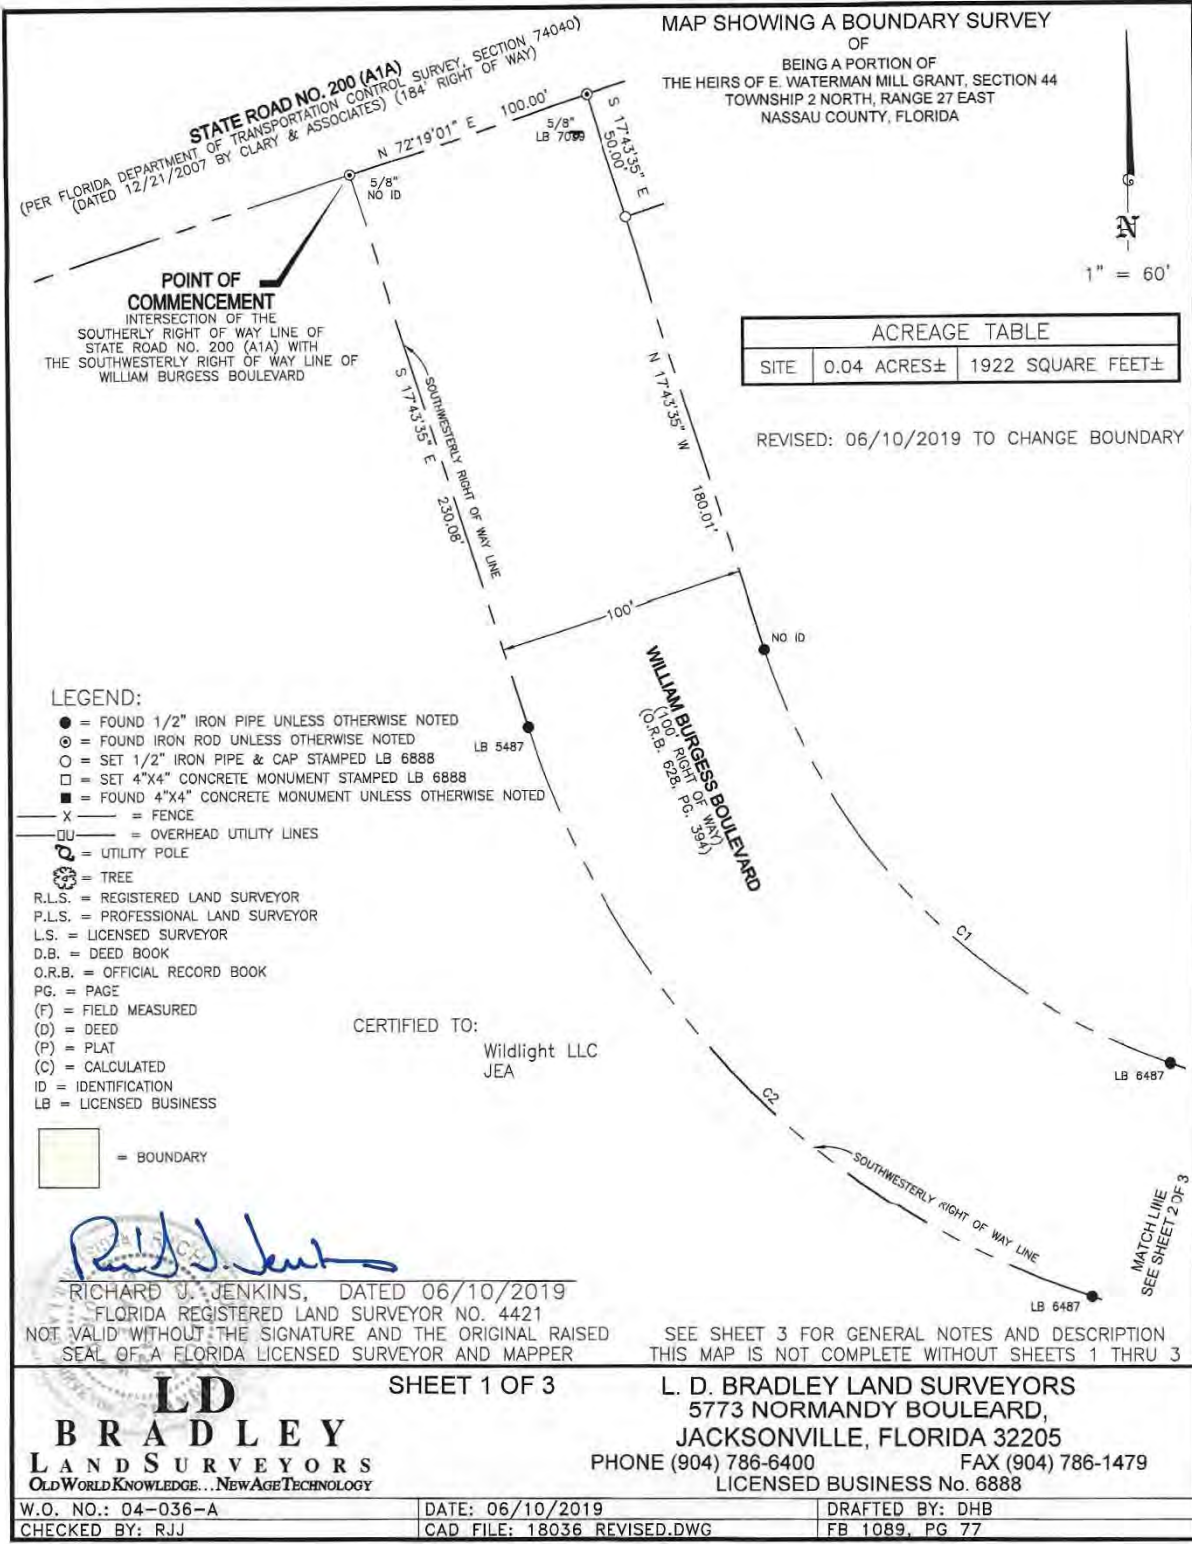 MAP SHOWING A BOUNDARY SURVEY
OF
BEING A PORTION OF
THE HEIRS OF E. WATERMAN MILL GRANT, SECTION 44
TOWNSHIP 2 NORTH, RANGE 27 EAST
NASSAU COUNTY, FLORIDA
STATE ROAD NO. 200 (A1A)
(PER FLORIDA DEPARTMENT OF TRANSPORTATION CONTROL SURVEY, SECTION 74040)
(DATED 12/21/2007 BY CLARY & ASSOCIATES) (184' RIGHT OF WAY)
N 72°19'01" E 100.00'
5/8"
LB 7099
5/8"
NO ID
S 17°43'35" E
50.00'
N
1" = 60'
POINT OF
COMMENCEMENT
INTERSECTION OF THE
SOUTHERLY RIGHT OF WAY LINE OF
STATE ROAD NO. 200 (A1A) WITH
THE SOUTHWESTERLY RIGHT OF WAY LINE OF
WILLIAM BURGESS BOULEVARD
ACREAGE TABLE
SITE 0.04 ACRES± 1922 SQUARE FEET±
REVISED: 06/10/2019 TO CHANGE BOUNDARY
S 17°43'35" E 230.08'
SOUTHWESTERLY RIGHT OF WAY LINE
N 17°43'35" W 180.01'
100'
NO ID
WILLIAM BURGESS BOULEVARD
(100' RIGHT OF WAY)
(O.R.B. 628, PG. 394)
LB 5487
LEGEND:
= FOUND 1/2" IRON PIPE UNLESS OTHERWISE NOTED
= FOUND IRON ROD UNLESS OTHERWISE NOTED
= SET 1/2" IRON PIPE & CAP STAMPED LB 6888
= SET 4"X4" CONCRETE MONUMENT STAMPED LB 6888
= FOUND 4"X4" CONCRETE MONUMENT UNLESS OTHERWISE NOTED
X = FENCE
OU = OVERHEAD UTILITY LINES
= UTILITY POLE
= TREE
R.L.S. = REGISTERED LAND SURVEYOR
P.L.S. = PROFESSIONAL LAND SURVEYOR
L.S. = LICENSED SURVEYOR
D.B. = DEED BOOK
O.R.B. = OFFICIAL RECORD BOOK
PG. = PAGE
(F) = FIELD MEASURED
(D) = DEED
(P) = PLAT
(C) = CALCULATED
ID = IDENTIFICATION
LB = LICENSED BUSINESS
= BOUNDARY
CERTIFIED TO:
Wildlight LLC
JEA
C1
LB 6487
C2
SOUTHWESTERLY RIGHT OF WAY LINE
LB 6487
MATCH LINE
SEE SHEET 2 OF 3
RICHARD J. JENKINS, DATED 06/10/2019
FLORIDA REGISTERED LAND SURVEYOR NO. 4421
NOT VALID WITHOUT THE SIGNATURE AND THE ORIGINAL RAISED
SEAL OF A FLORIDA LICENSED SURVEYOR AND MAPPER
SEE SHEET 3 FOR GENERAL NOTES AND DESCRIPTION
THIS MAP IS NOT COMPLETE WITHOUT SHEETS 1 THRU 3
LD
BRADLEY
LAND SURVEYORS
OLD WORLD KNOWLEDGE...NEW AGE TECHNOLOGY
SHEET 1 OF 3
L. D. BRADLEY LAND SURVEYORS
5773 NORMANDY BOULEARD,
JACKSONVILLE, FLORIDA 32205
PHONE (904) 786-6400 FAX (904) 786-1479
LICENSED BUSINESS No. 6888
W.O. NO.: 04-036-A DATE: 06/10/2019 DRAFTED BY: DHB
CHECKED BY: RJJ CAD FILE: 18036 REVISED.DWG FB 1089, PG 77